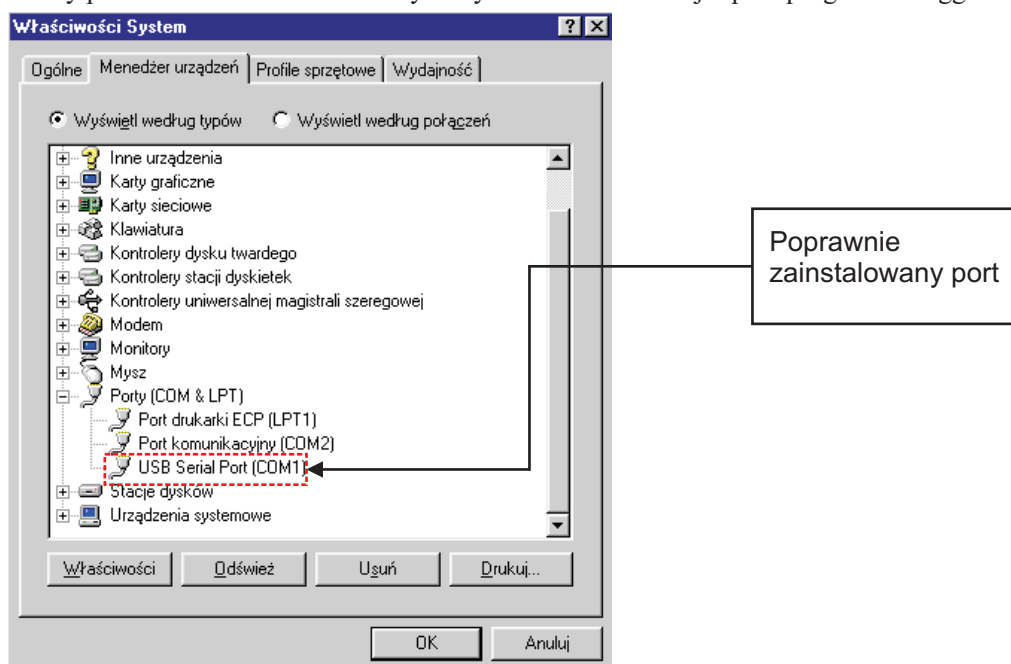 Właściwości System
Ogólne Menedżer urządzeń Profile sprzętowe Wydajność
Wyświetl według typów Wyświetl według połączeń
Inne urządzenia
Karty graficzne
Karty sieciowe
Klawiatura
Kontrolery dysku twardego
Kontrolery stacji dyskietek
Kontrolery uniwersalnej magistrali szeregowej
Modem
Monitory
Mysz
Porty (COM & LPT)
Port drukarki ECP (LPT1)
Port komunikacyjny (COM2)
USB Serial Port (COM1)
Stacje dysków
Urządzenia systemowe
Poprawnie
zainstalowany port
Właściwości Odśwież Usuń Drukuj...
OK Anuluj